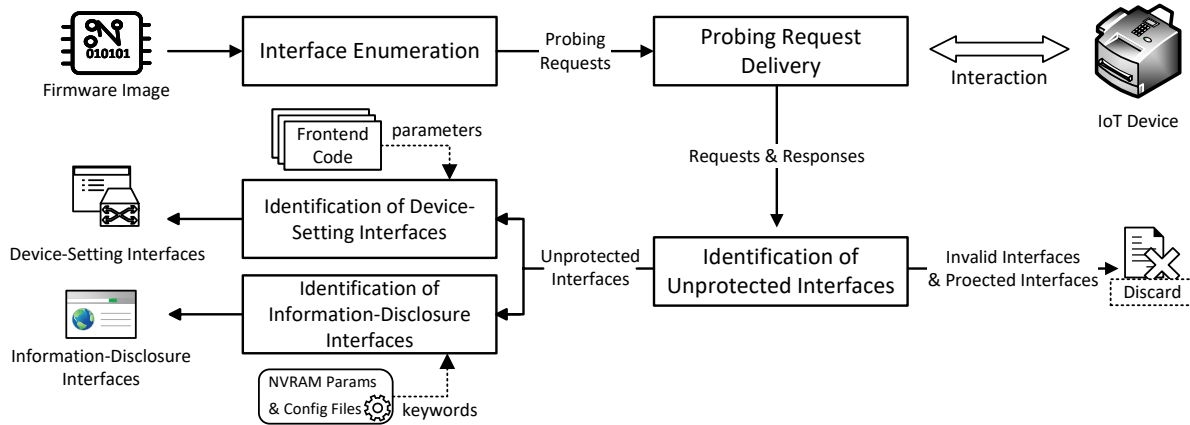 010101
Firmware Image
Interface Enumeration
Probing
Requests
Probing Request
Delivery
Interaction
IoT Device
Frontend
Code
parameters
Requests & Responses
Identification of Device-
Setting Interfaces
Device-Setting Interfaces
Unprotected
Interfaces
Identification of
Unprotected Interfaces
Invalid Interfaces
& Proected Interfaces
Discard
Identification of
Information-Disclosure
Interfaces
Information-Disclosure
Interfaces
NVRAM Params
& Config Files
keywords